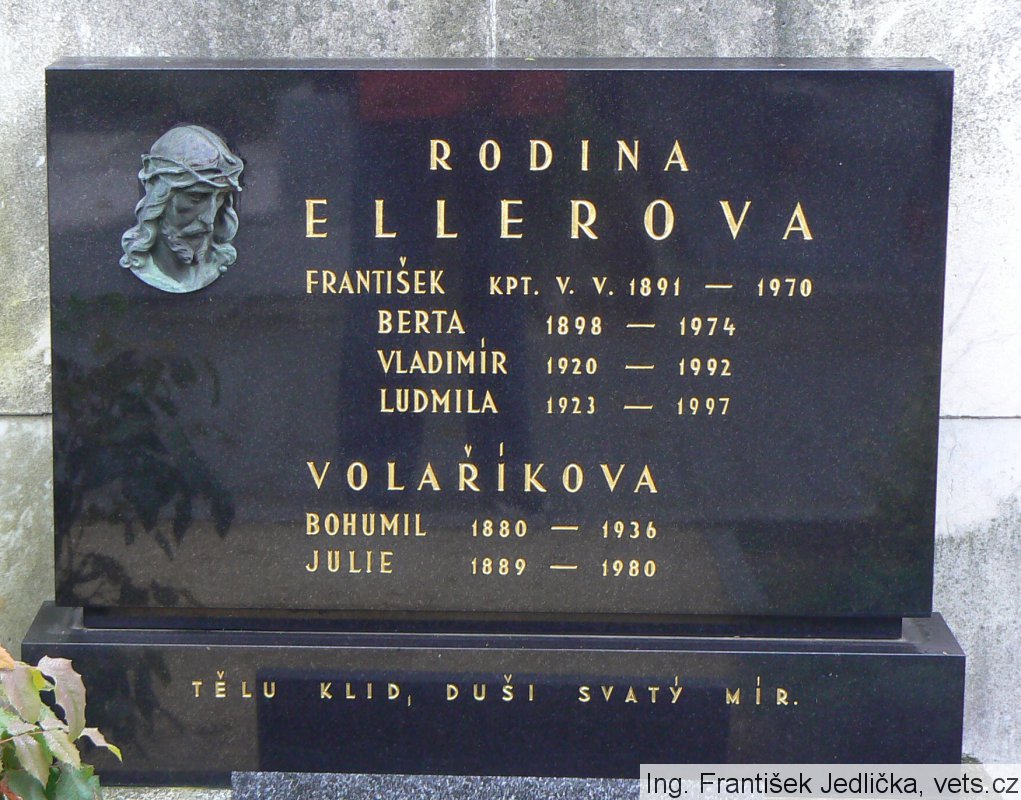 RODINA
ELLEROVA
FRANTIŠEK KPT. V. V. 1891 — 1970
BERTA 1898 — 1974
VLADIMÍR 1920 — 1992
LUDMILA 1923 — 1997
VOLAŘÍKOVA
BOHUMIL 1880 — 1936
JULIE 1889 — 1980
TĚLU KLID, DUŠI SVATÝ MÍR.
Ing. František Jedlička, vets.cz